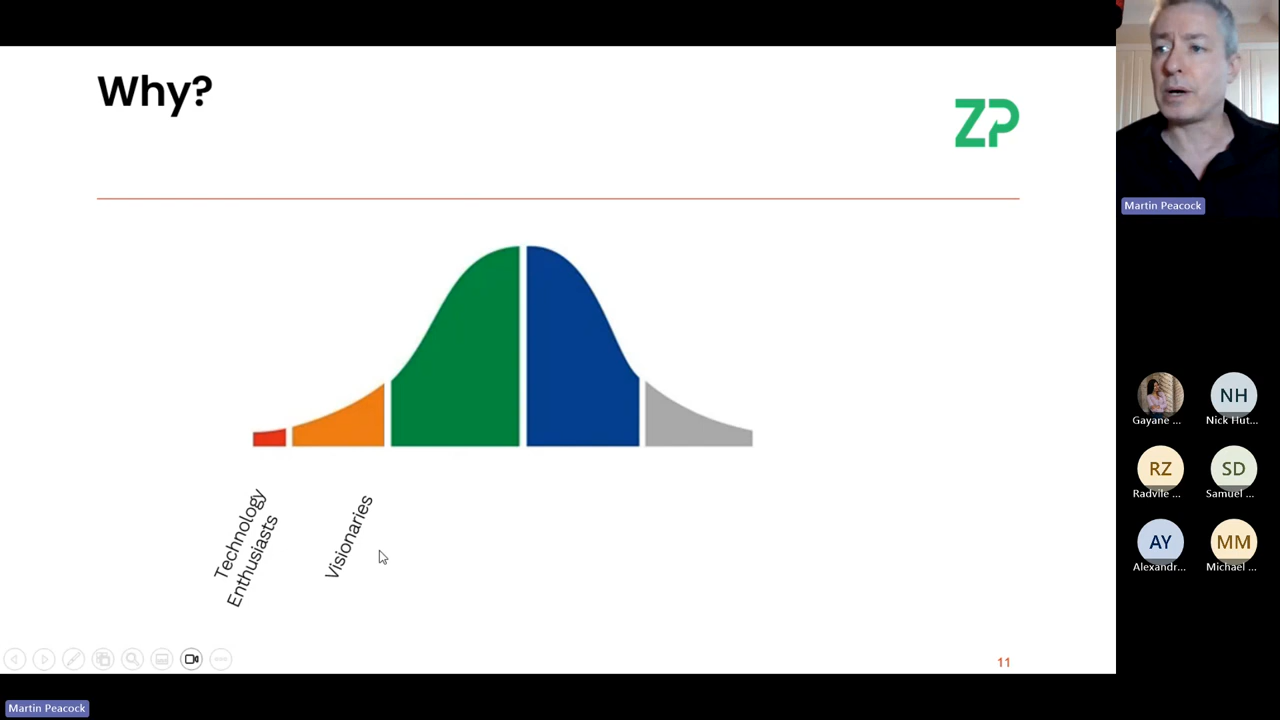 Why?
ZP
Technology
Enthusiasts
Visionaries
11
Martin Peacock
Gayane ...
NH
Nick Hut...
RZ
Radvile ...
SD
Samuel ...
AY
Alexandr...
MM
Michael ...
Martin Peacock